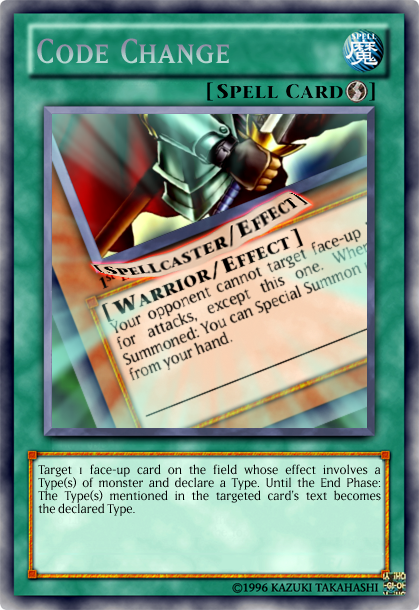 Code Change
SPELL
魔
[ Spell Card ]
[ Spellcaster/Effect ]
1st
[ Warrior/Effect ]
Your opponent cannot target face-up
for attacks, except this one. When
Summoned: You can Special Summon
from your hand.
Target 1 face-up card on the field whose effect involves a
Type(s) of monster and declare a Type. Until the End Phase:
The Type(s) mentioned in the targeted card's text becomes
the declared Type.
©1996 KAZUKI TAKAHASHI